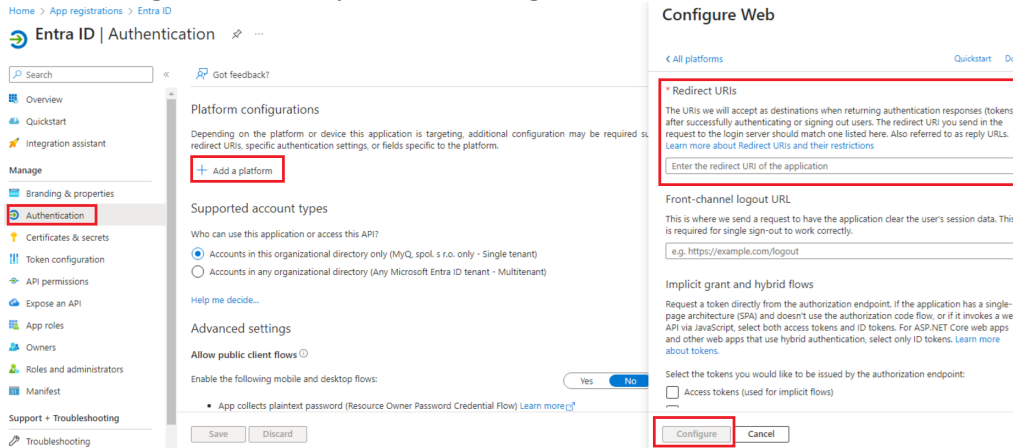 Home > App registrations > Entra ID
Entra ID | Authentication
Search
Overview
Quickstart
Integration assistant
Manage
Branding & properties
Authentication
Certificates & secrets
Token configuration
API permissions
Expose an API
App roles
Owners
Roles and administrators
Manifest
Support + Troubleshooting
Troubleshooting
Got feedback?
Platform configurations
Depending on the platform or device this application is targeting, additional configuration may be required su
redirect URIs, specific authentication settings, or fields specific to the platform.
+ Add a platform
Supported account types
Who can use this application or access this API?
Accounts in this organizational directory only (MyQ, spol. s r.o. only - Single tenant)
Accounts in any organizational directory (Any Microsoft Entra ID tenant - Multitenant)
Help me decide...
Advanced settings
Allow public client flows
Enable the following mobile and desktop flows:
Yes No
• App collects plaintext password (Resource Owner Password Credential Flow) Learn more
Save Discard
Configure Web
All platforms
Quickstart Do
* Redirect URIs
The URIs we will accept as destinations when returning authentication responses (tokens
after successfully authenticating or signing out users. The redirect URI you send in the
request to the login server should match one listed here. Also referred to as reply URLs.
Learn more about Redirect URIs and their restrictions
Enter the redirect URI of the application
Front-channel logout URL
This is where we send a request to have the application clear the user's session data. This
is required for single sign-out to work correctly.
e.g. https://example.com/logout
Implicit grant and hybrid flows
Request a token directly from the authorization endpoint. If the application has a single-
page architecture (SPA) and doesn't use the authorization code flow, or if it invokes a we
API via JavaScript, select both access tokens and ID tokens. For ASP.NET Core web apps
and other web apps that use hybrid authentication, select only ID tokens. Learn more
about tokens.
Select the tokens you would like to be issued by the authorization endpoint:
Access tokens (used for implicit flows)
Configure Cancel